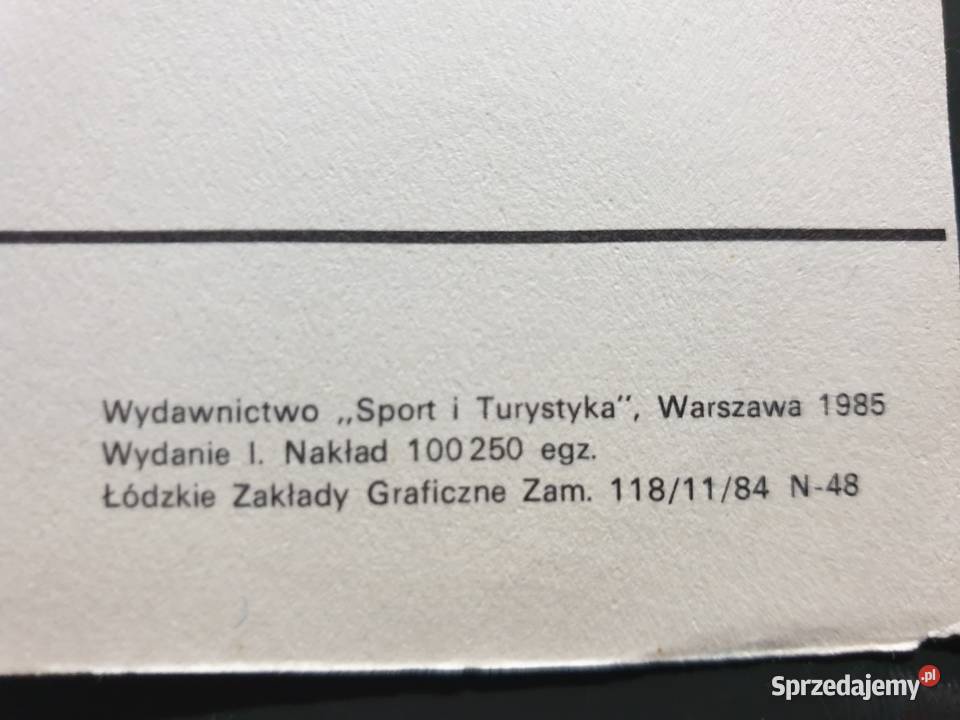 Wydawnictwo „Sport i Turystyka”, Warszawa 1985
Wydanie I. Nakład 100 250 egz.
Łódzkie Zakłady Graficzne Zam. 118/11/84 N-48
Sprzedajemy.pl